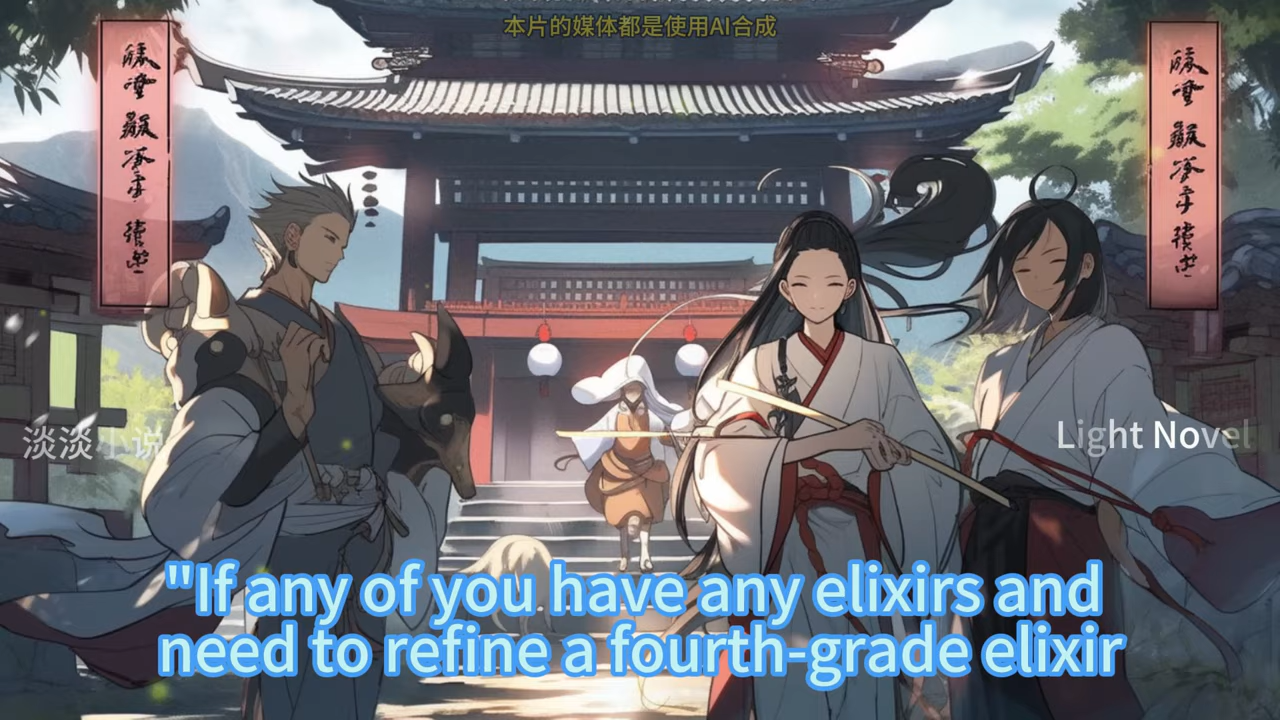 本片的媒体都是使用AI合成
淡淡小说
Light Novel
"If any of you have any elixirs and
need to refine a fourth-grade elixir